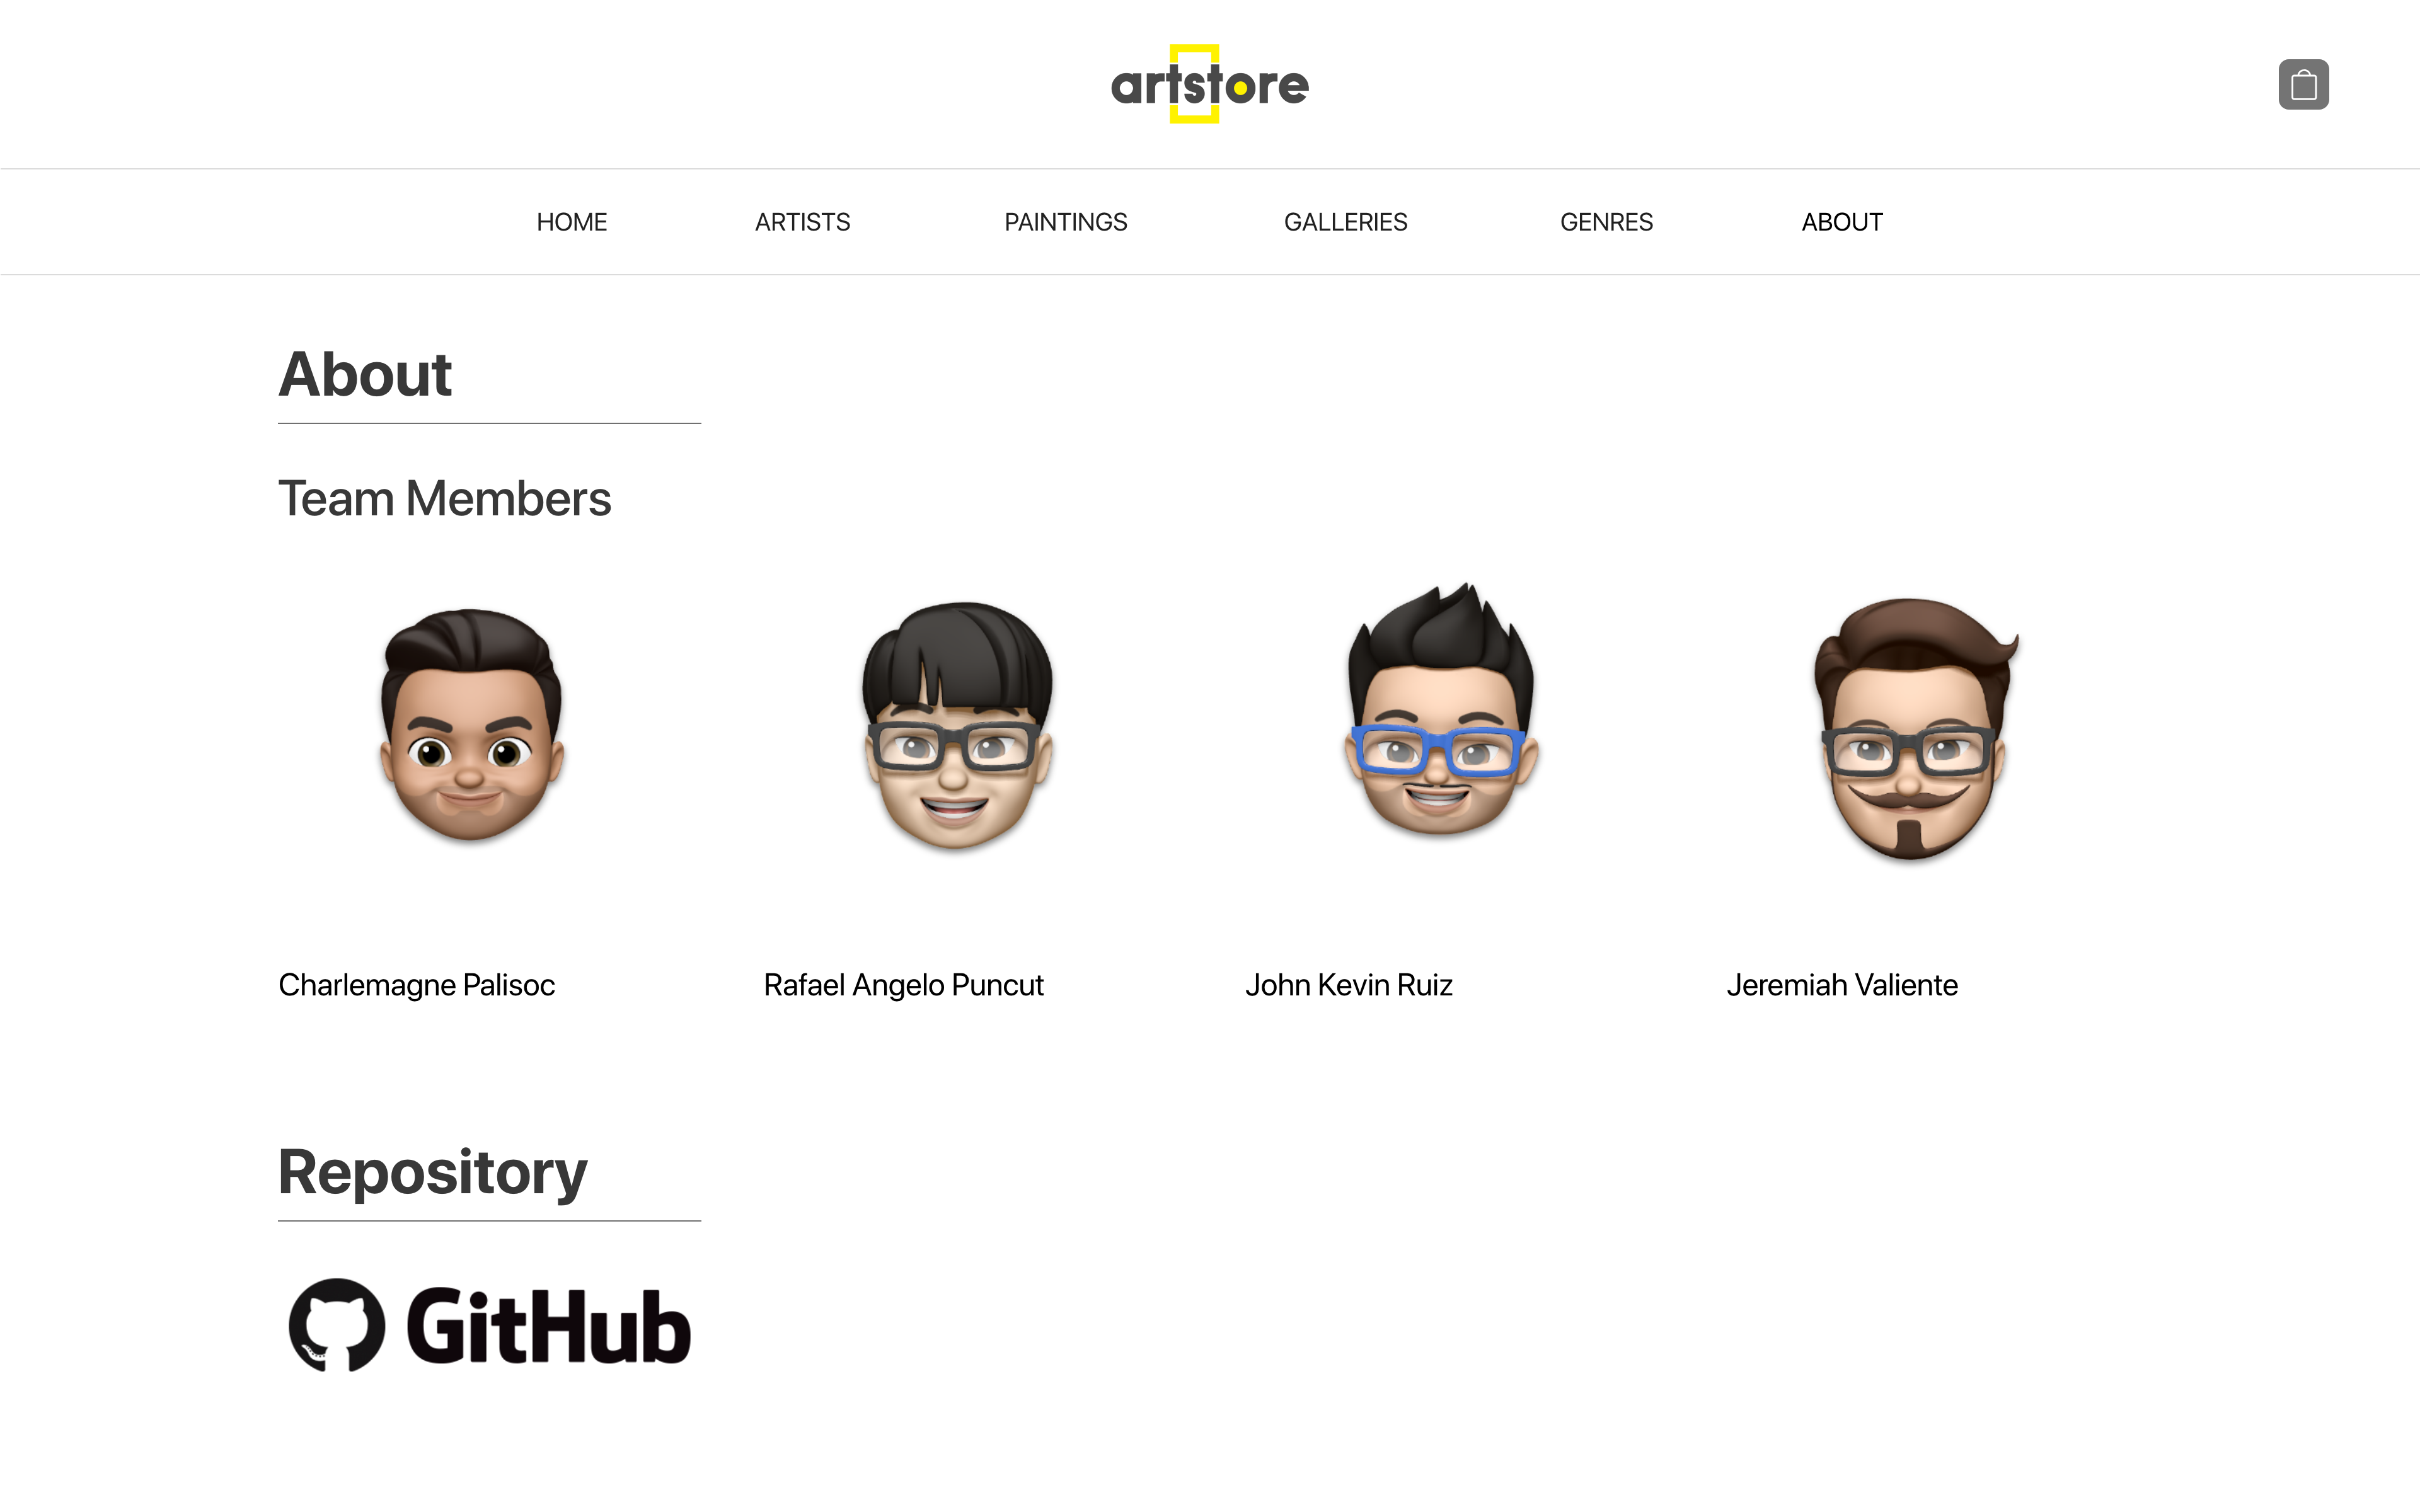 artstore
HOME ARTISTS PAINTINGS GALLERIES GENRES ABOUT
About
Team Members
Charlemagne Palisoc Rafael Angelo Puncut John Kevin Ruiz Jeremiah Valiente
Repository
GitHub